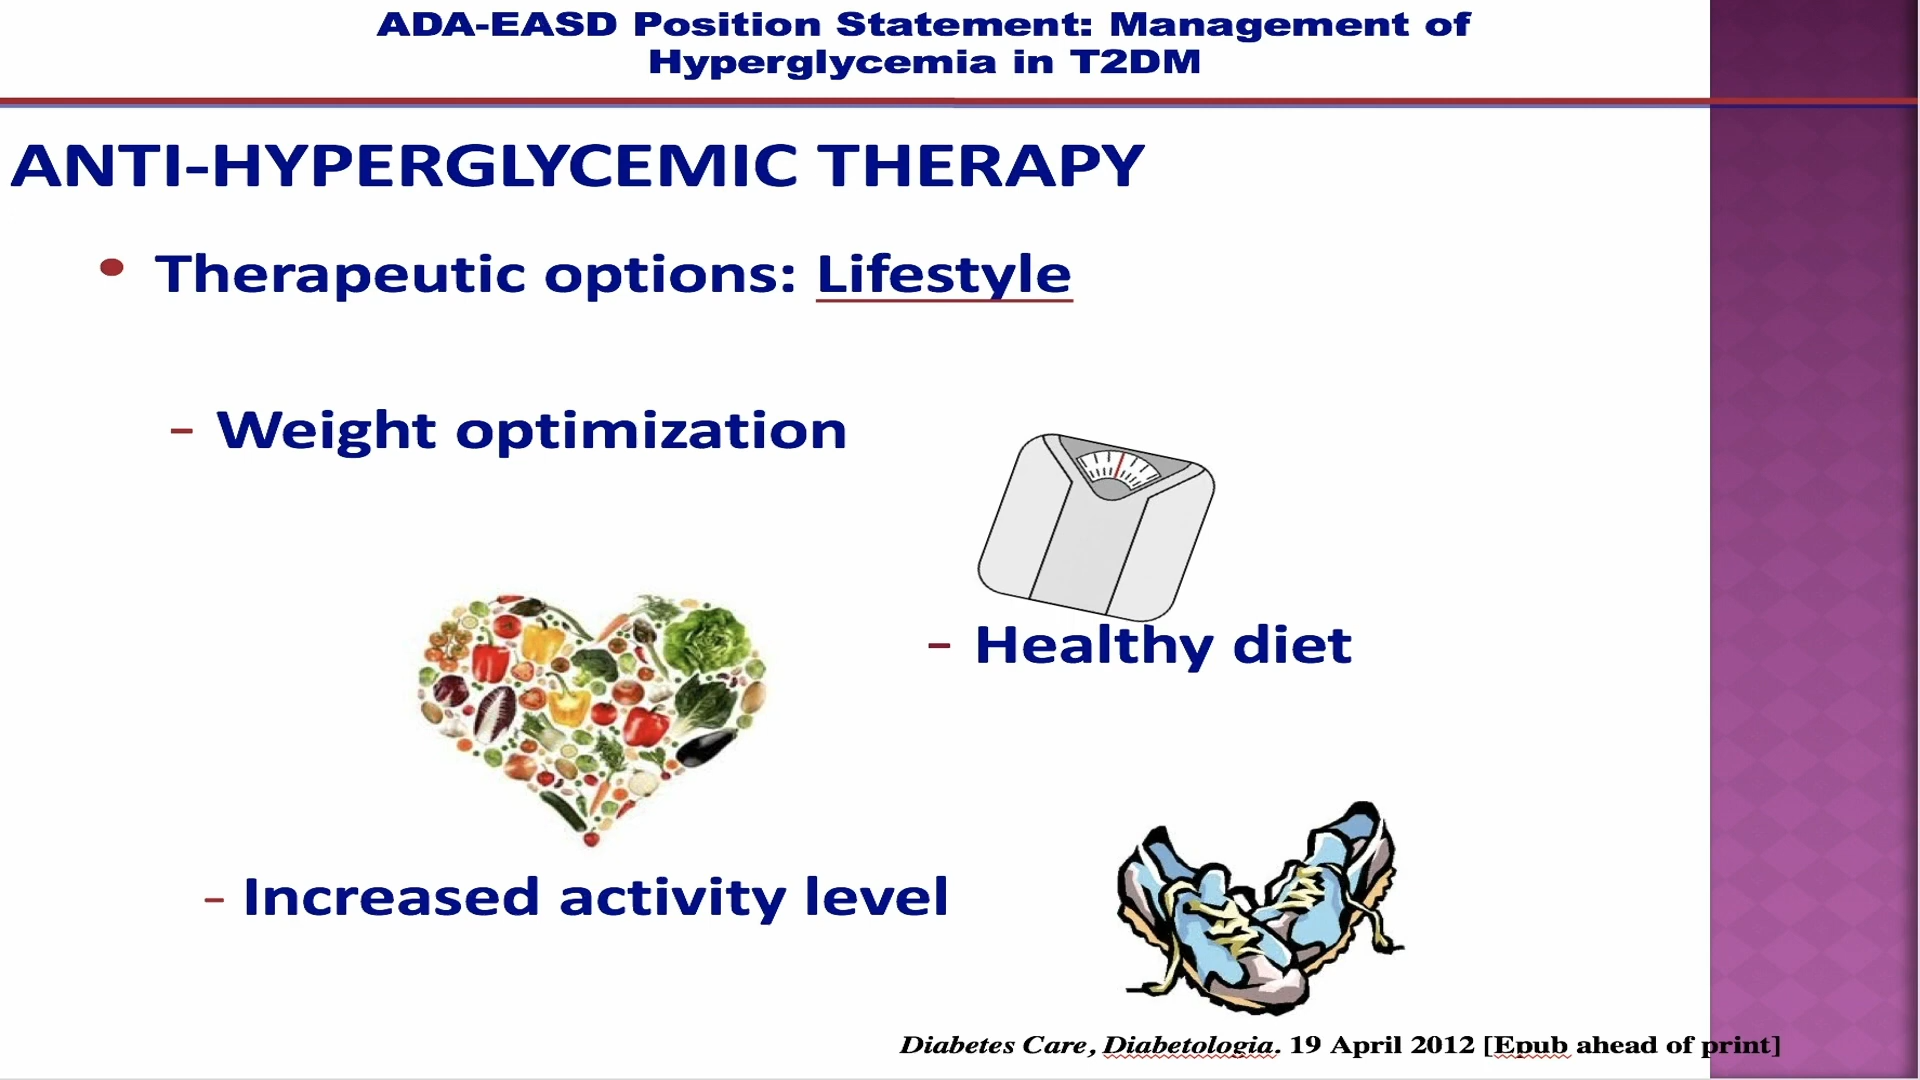 ADA-EASD Position Statement: Management of
Hyperglycemia in T2DM
ANTI-HYPERGLYCEMIC THERAPY
• Therapeutic options: Lifestyle
- Weight optimization
- Healthy diet
- Increased activity level
Diabetes Care, Diabetologia. 19 April 2012 [Epub ahead of print]